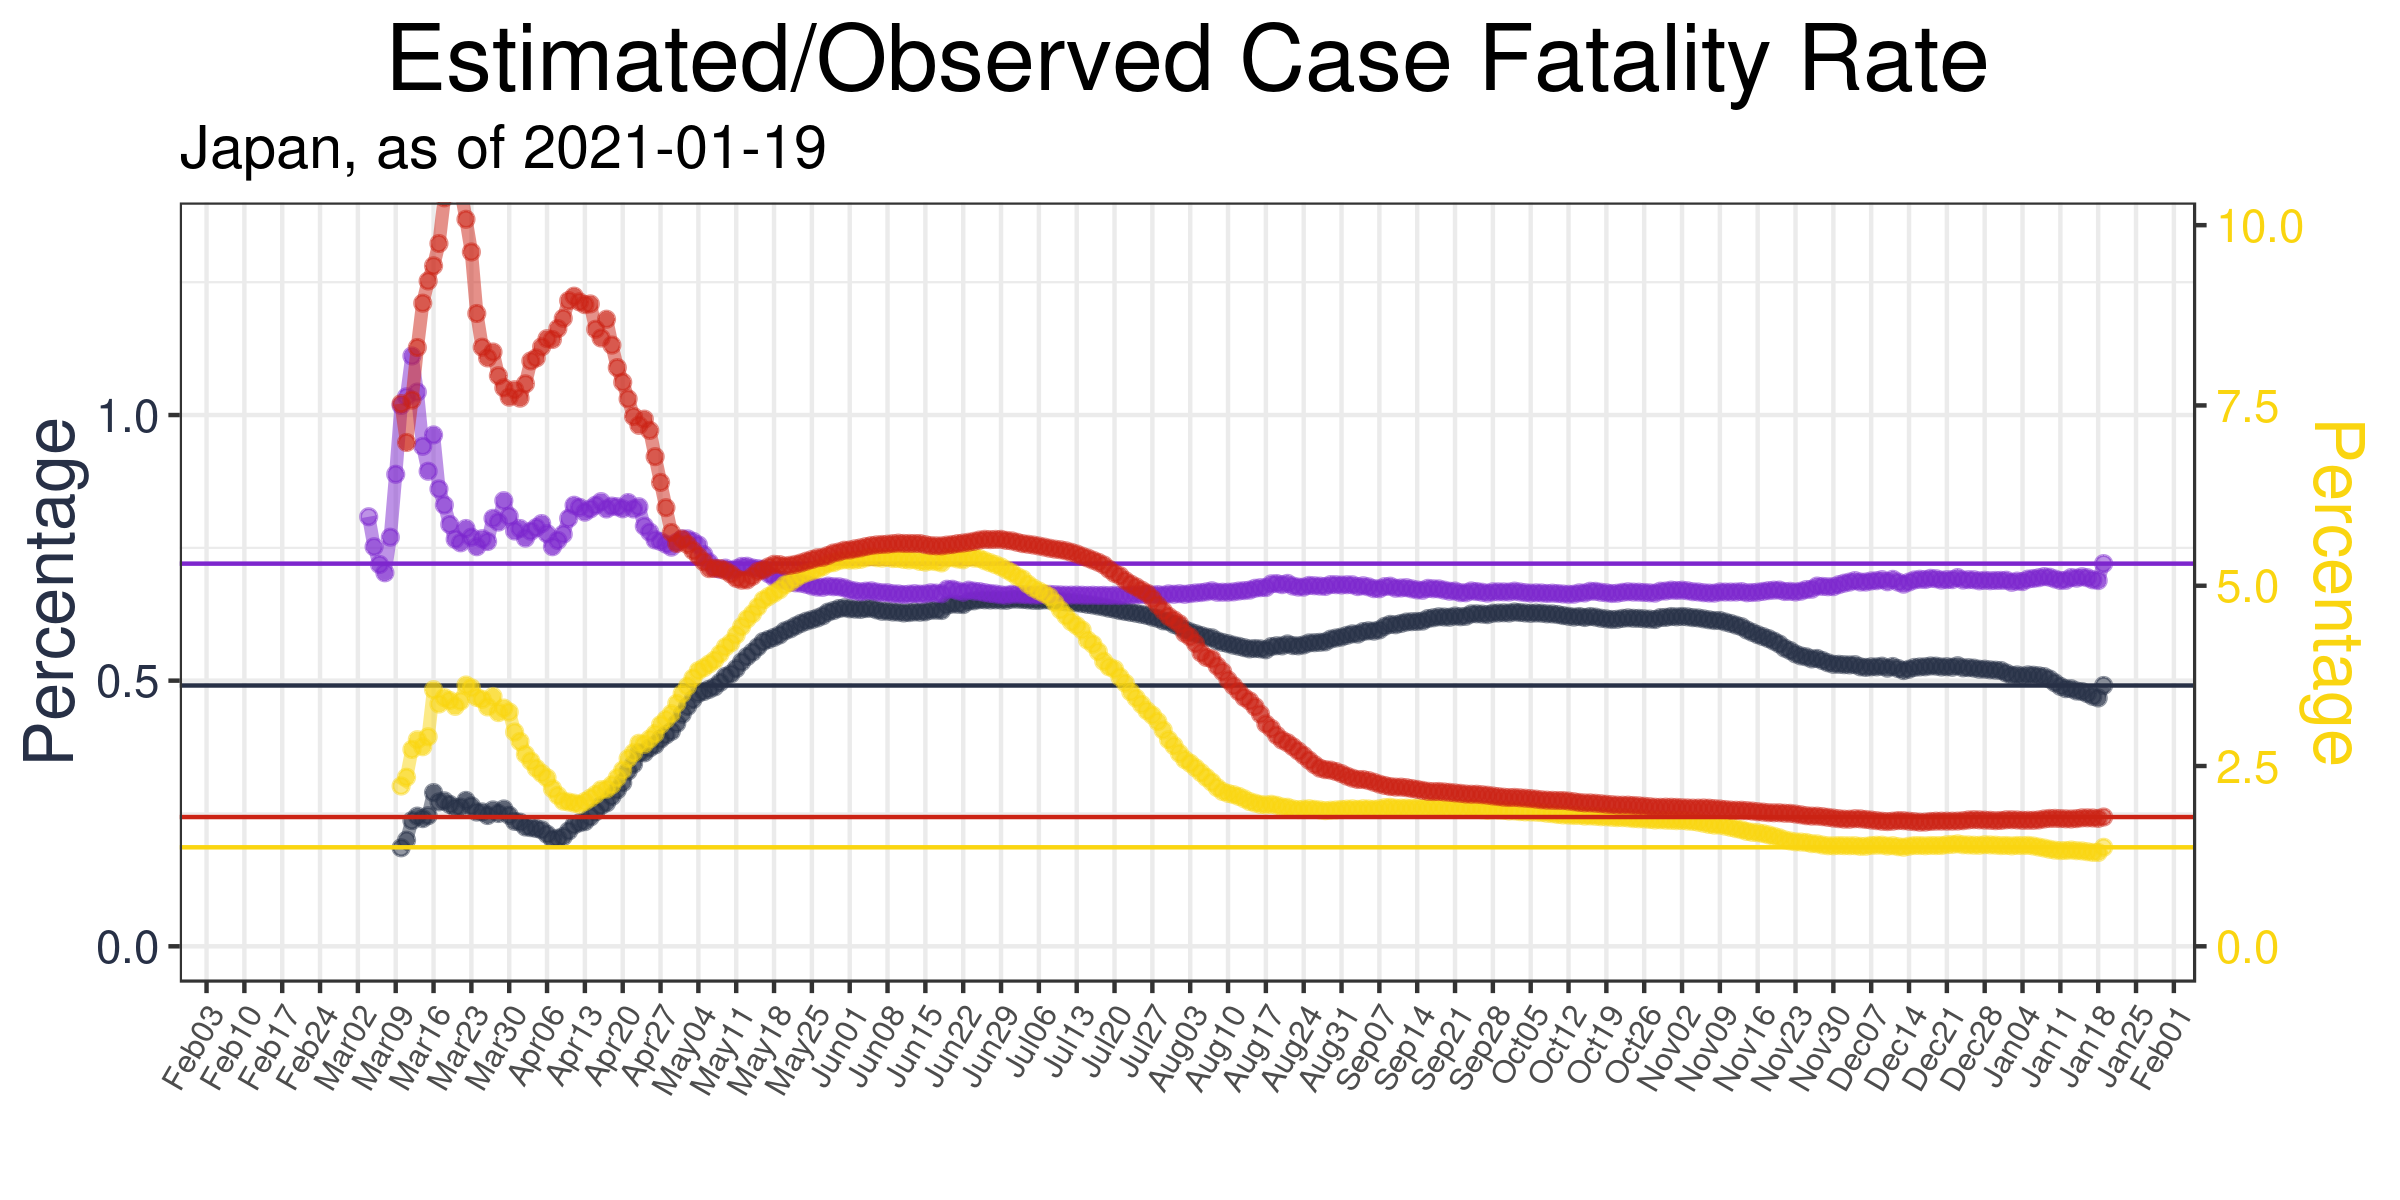 Estimated/Observed Case Fatality Rate
Japan, as of 2021-01-19
Percentage
1.0
0.5
0.0
10.0
7.5
5.0
2.5
0.0
Percentage
Feb03
Feb10
Feb17
Feb24
Mar02
Mar09
Mar16
Mar23
Mar30
Apr06
Apr13
Apr20
Apr27
May04
May11
May18
May25
Jun01
Jun08
Jun15
Jun22
Jun29
Jul06
Jul13
Jul20
Jul27
Aug03
Aug10
Aug17
Aug24
Aug31
Sep07
Sep14
Sep21
Sep28
Oct05
Oct12
Oct19
Oct26
Nov02
Nov09
Nov16
Nov23
Nov30
Dec07
Dec14
Dec21
Dec28
Jan04
Jan11
Jan18
Jan25
Feb01